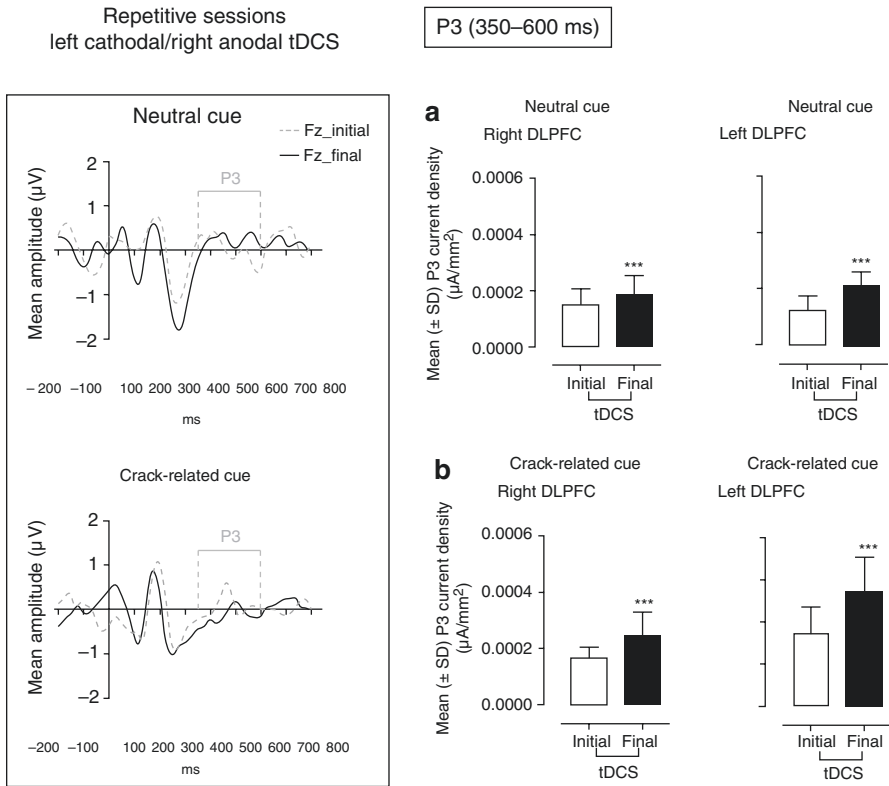 Repetitive sessions
left cathodal/right anodal tDCS
P3 (350–600 ms)
Neutral cue
Fz_initial
Fz_final
P3
Mean amplitude (µV)
2
1
0
−1
−2
−200 −100 100 200 300 400 500 600 700 800
ms
Crack-related cue
P3
Mean amplitude (µV)
2
1
0
−1
−2
−200 −100 100 200 300 400 500 600 700 800
ms
a
Neutral cue
Right DLPFC
Mean (± SD) P3 current density
(µA/mm²)
0.0006
0.0004
0.0002
0.0000
***
Initial Final
tDCS
Neutral cue
Left DLPFC
***
Initial Final
tDCS
b
Crack-related cue
Right DLPFC
Mean (± SD) P3 current density
(µA/mm²)
0.0006
0.0004
0.0002
0.0000
***
Initial Final
tDCS
Crack-related cue
Left DLPFC
***
Initial Final
tDCS